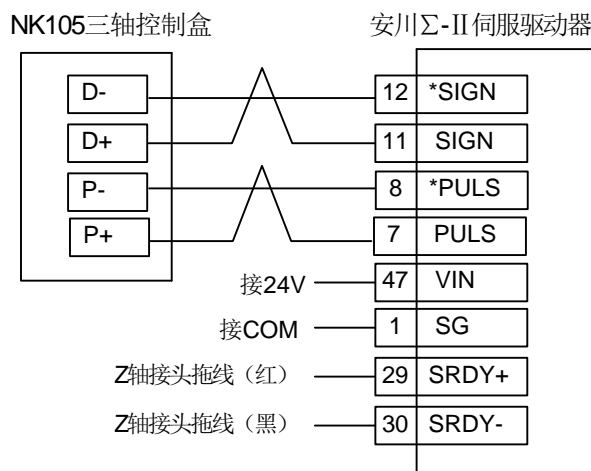 NK105三轴控制盒 安川Σ-II伺服驱动器
D- 12 *SIGN
D+ 11 SIGN
P- 8 *PULS
P+ 7 PULS
接24V 47 VIN
接COM 1 SG
Z轴接头拖线（红） 29 SRDY+
Z轴接头拖线（黑） 30 SRDY-